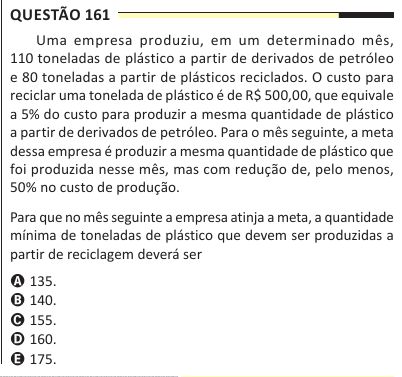 QUESTÃO 161
Uma empresa produziu, em um determinado mês,
110 toneladas de plástico a partir de derivados de petróleo
e 80 toneladas a partir de plásticos reciclados. O custo para
reciclar uma tonelada de plástico é de R$ 500,00, que equivale
a 5% do custo para produzir a mesma quantidade de plástico
a partir de derivados de petróleo. Para o mês seguinte, a meta
dessa empresa é produzir a mesma quantidade de plástico que
foi produzida nesse mês, mas com redução de, pelo menos,
50% no custo de produção.
Para que no mês seguinte a empresa atinja a meta, a quantidade
mínima de toneladas de plástico que devem ser produzidas a
partir de reciclagem deverá ser
A 135.
B 140.
C 155.
D 160.
E 175.